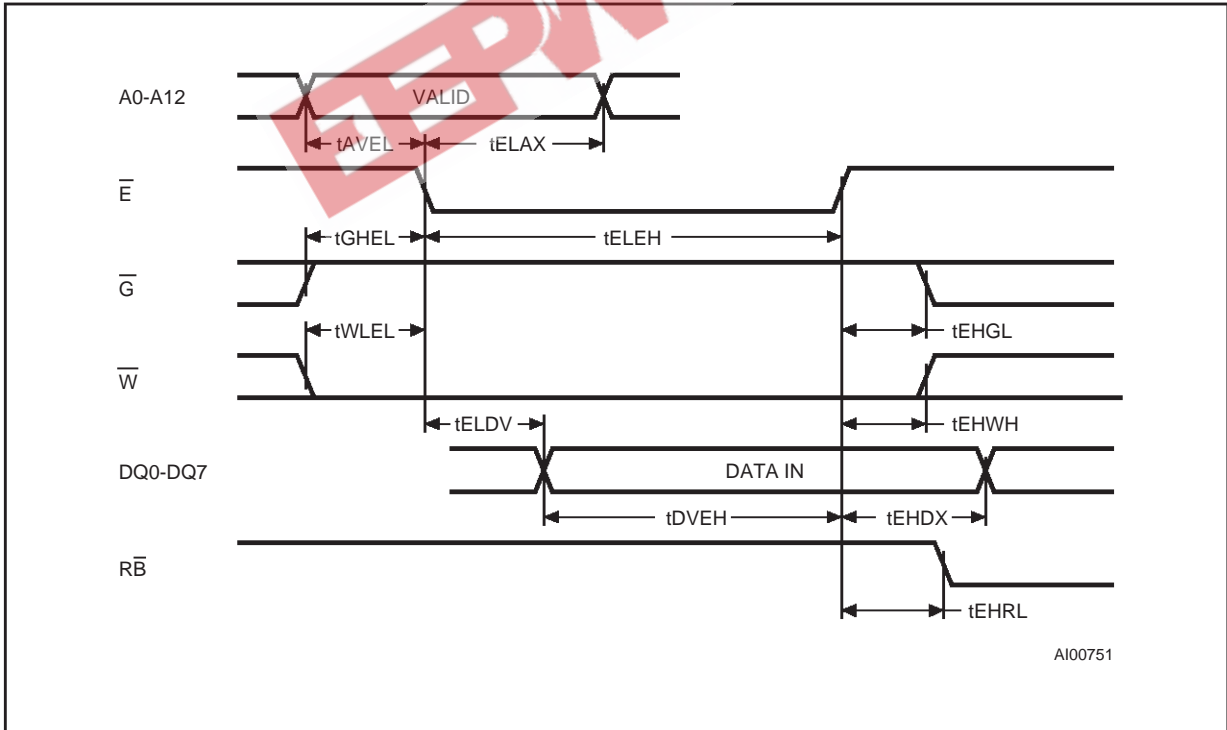 EEPW
A0-A12
VALID
tAVEL
tELAX
E̅
tGHEL
tELEH
G̅
tWLEL
tEHGL
W̅
tELDV
tEHWH
DQ0-DQ7
DATA IN
tDVEH
tEHDX
RB̅
tEHRL
AI00751